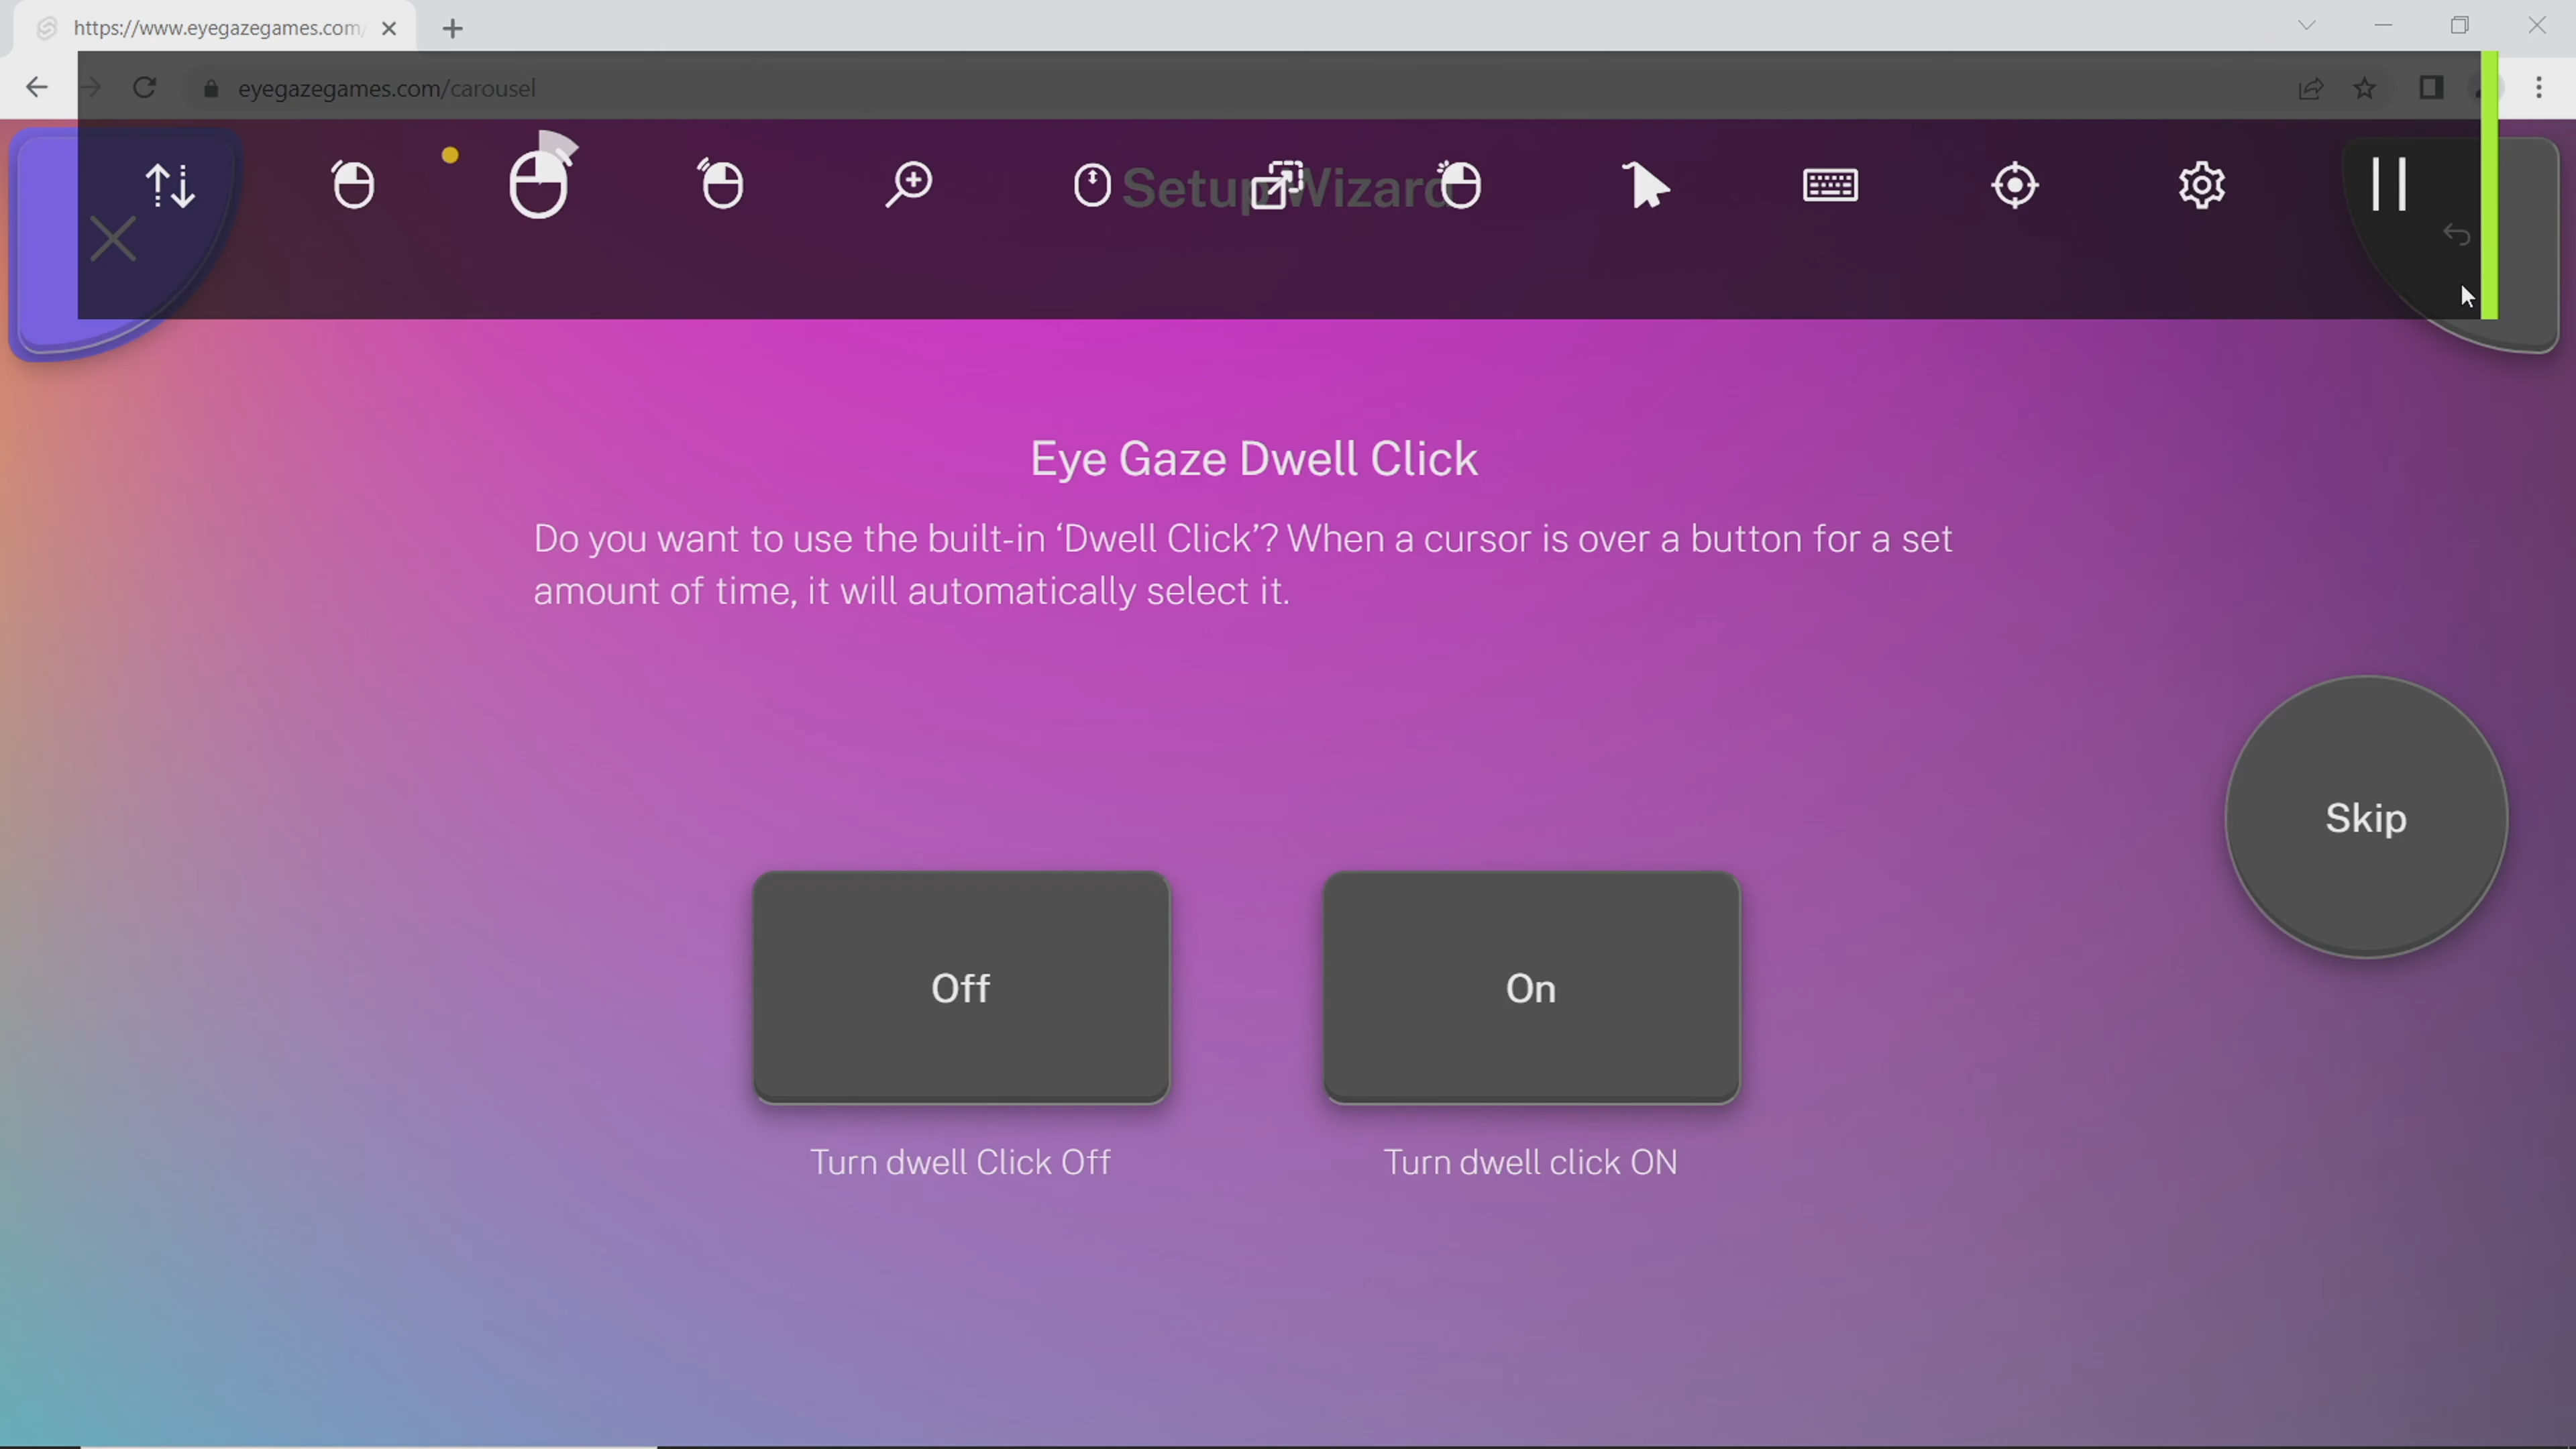 https://www.eyegazegames.com/
eyegazegames.com/carousel
Setup Wizard
Eye Gaze Dwell Click
Do you want to use the built-in ‘Dwell Click’? When a cursor is over a button for a set
amount of time, it will automatically select it.
Skip
Off
On
Turn dwell Click Off
Turn dwell click ON